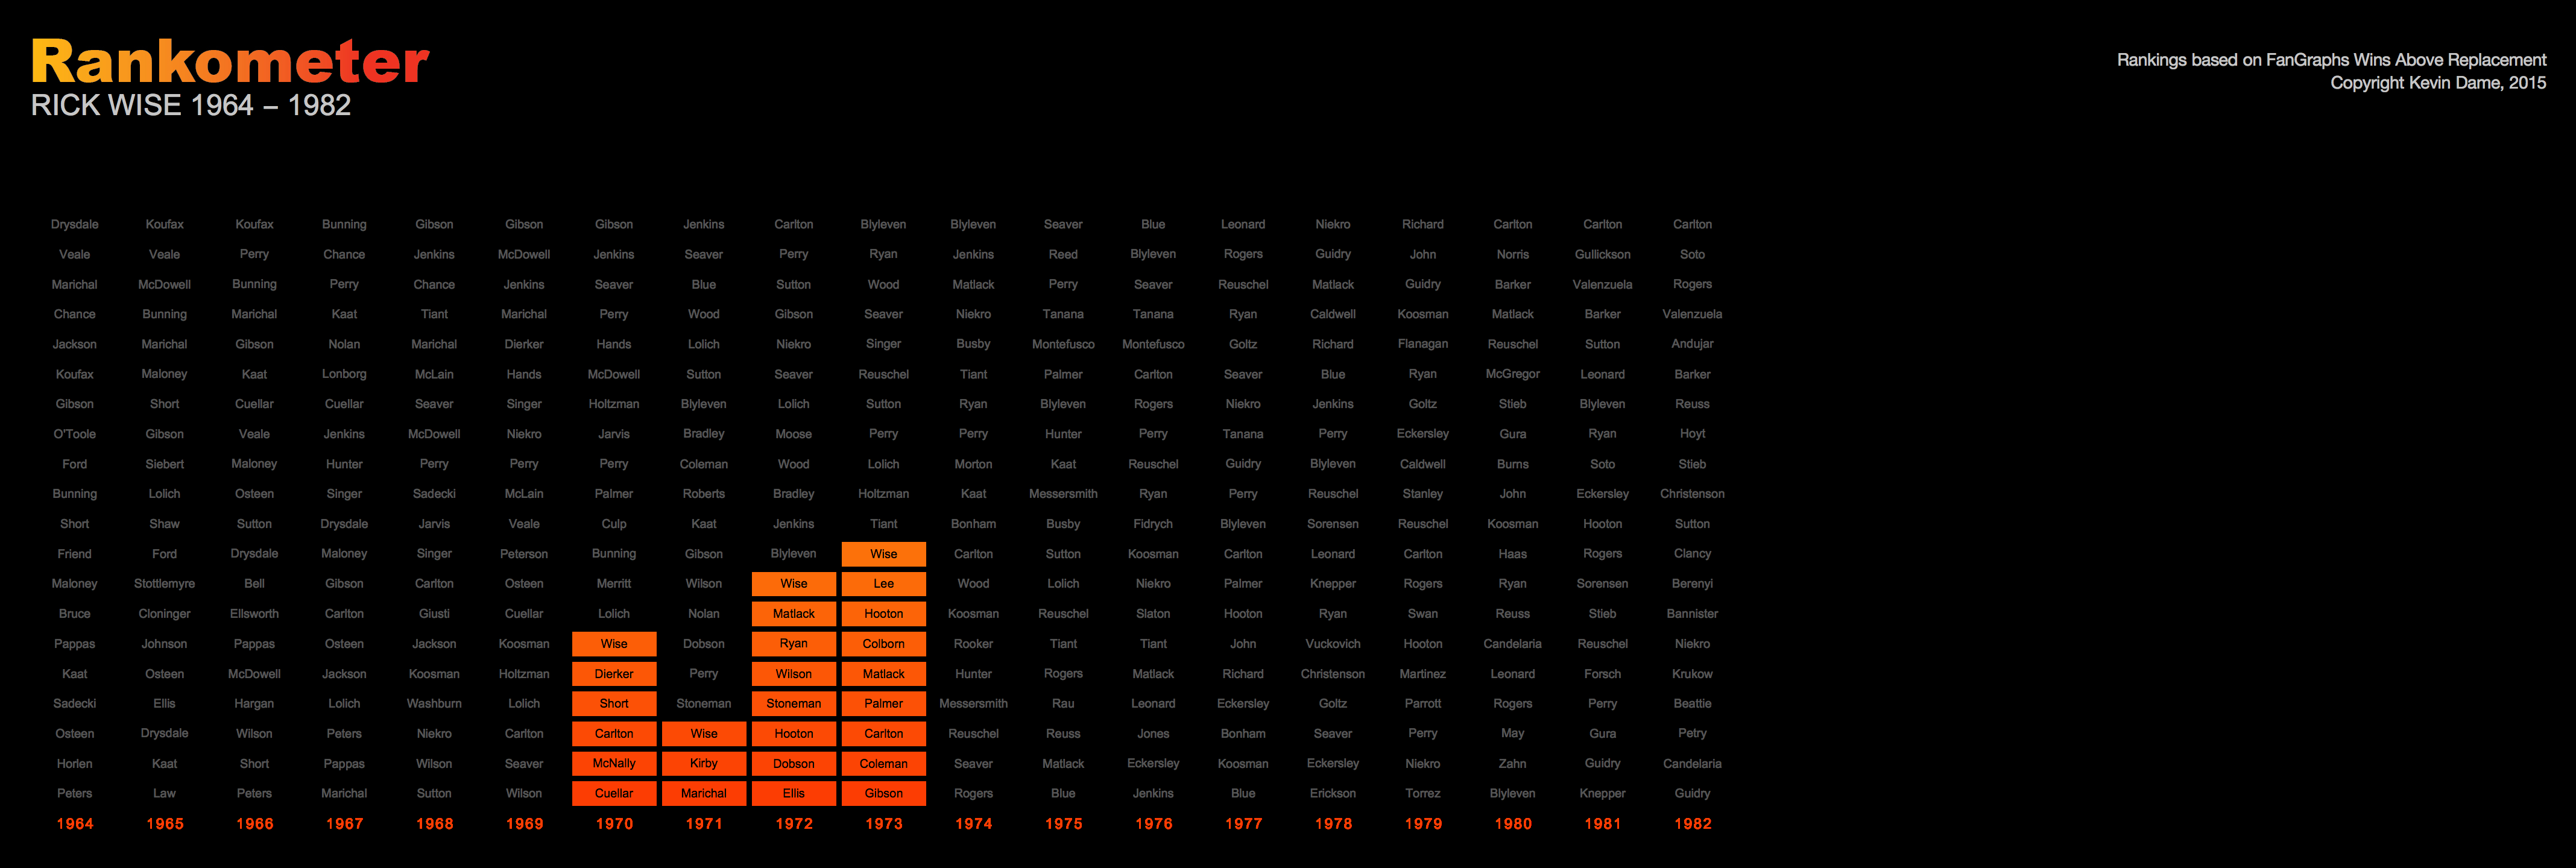 Rankometer
RICK WISE 1964 – 1982
Rankings based on FanGraphs Wins Above Replacement
Copyright Kevin Dame, 2015
Drysdale Koufax Koufax Bunning Gibson Gibson Gibson Jenkins Carlton Blyleven Blyleven Seaver Blue Leonard Niekro Richard Carlton Carlton Carlton
Veale Veale Perry Chance Jenkins McDowell Jenkins Seaver Perry Ryan Jenkins Reed Blyleven Rogers Guidry John Norris Gullickson Soto
Marichal McDowell Bunning Perry Chance Jenkins Seaver Blue Sutton Wood Matlack Perry Seaver Reuschel Matlack Guidry Barker Valenzuela Rogers
Chance Bunning Marichal Kaat Tiant Marichal Perry Wood Gibson Seaver Niekro Tanana Tanana Ryan Caldwell Koosman Matlack Barker Valenzuela
Jackson Marichal Gibson Nolan Marichal Dierker Hands Lolich Niekro Singer Busby Montefusco Montefusco Goltz Richard Flanagan Reuschel Sutton Andujar
Koufax Maloney Kaat Lonborg McLain Hands McDowell Sutton Seaver Reuschel Tiant Palmer Carlton Seaver Blue Ryan McGregor Leonard Barker
Gibson Short Cuellar Cuellar Seaver Singer Holtzman Blyleven Lolich Sutton Ryan Blyleven Rogers Niekro Jenkins Goltz Stieb Blyleven Reuss
O'Toole Gibson Veale Jenkins McDowell Niekro Jarvis Bradley Moose Perry Perry Hunter Perry Tanana Perry Eckersley Gura Ryan Hoyt
Ford Siebert Maloney Hunter Perry Perry Perry Coleman Wood Lolich Morton Kaat Reuschel Guidry Blyleven Caldwell Burns Soto Stieb
Bunning Lolich Osteen Singer Sadecki McLain Palmer Roberts Bradley Holtzman Kaat Messersmith Ryan Perry Reuschel Stanley John Eckersley Christenson
Short Shaw Sutton Drysdale Jarvis Veale Culp Kaat Jenkins Tiant Bonham Busby Fidrych Blyleven Sorensen Reuschel Koosman Hooton Sutton
Friend Ford Drysdale Maloney Singer Peterson Bunning Gibson Blyleven Wise Carlton Sutton Koosman Carlton Leonard Carlton Haas Rogers Clancy
Maloney Stottlemyre Bell Gibson Carlton Osteen Merritt Wilson Wise Lee Wood Lolich Niekro Palmer Knepper Rogers Ryan Sorensen Berenyi
Bruce Cloninger Ellsworth Carlton Giusti Cuellar Lolich Nolan Matlack Hooton Koosman Reuschel Slaton Hooton Ryan Swan Reuss Stieb Bannister
Pappas Johnson Pappas Osteen Jackson Koosman Wise Dobson Ryan Colborn Rooker Tiant Tiant John Vuckovich Hooton Candelaria Reuschel Niekro
Kaat Osteen McDowell Jackson Koosman Holtzman Dierker Perry Wilson Matlack Hunter Rogers Matlack Richard Christenson Martinez Leonard Forsch Krukow
Sadecki Ellis Hargan Lolich Washburn Lolich Short Stoneman Stoneman Palmer Messersmith Rau Leonard Eckersley Goltz Parrott Rogers Perry Beattie
Osteen Drysdale Wilson Peters Niekro Carlton Carlton Wise Hooton Carlton Reuschel Reuss Jones Bonham Seaver Perry May Gura Petry
Horlen Kaat Short Pappas Wilson Seaver McNally Kirby Dobson Coleman Seaver Matlack Eckersley Koosman Eckersley Niekro Zahn Guidry Candelaria
Peters Law Peters Marichal Sutton Wilson Cuellar Marichal Ellis Gibson Rogers Blue Jenkins Blue Erickson Torrez Blyleven Knepper Guidry
1964 1965 1966 1967 1968 1969 1970 1971 1972 1973 1974 1975 1976 1977 1978 1979 1980 1981 1982